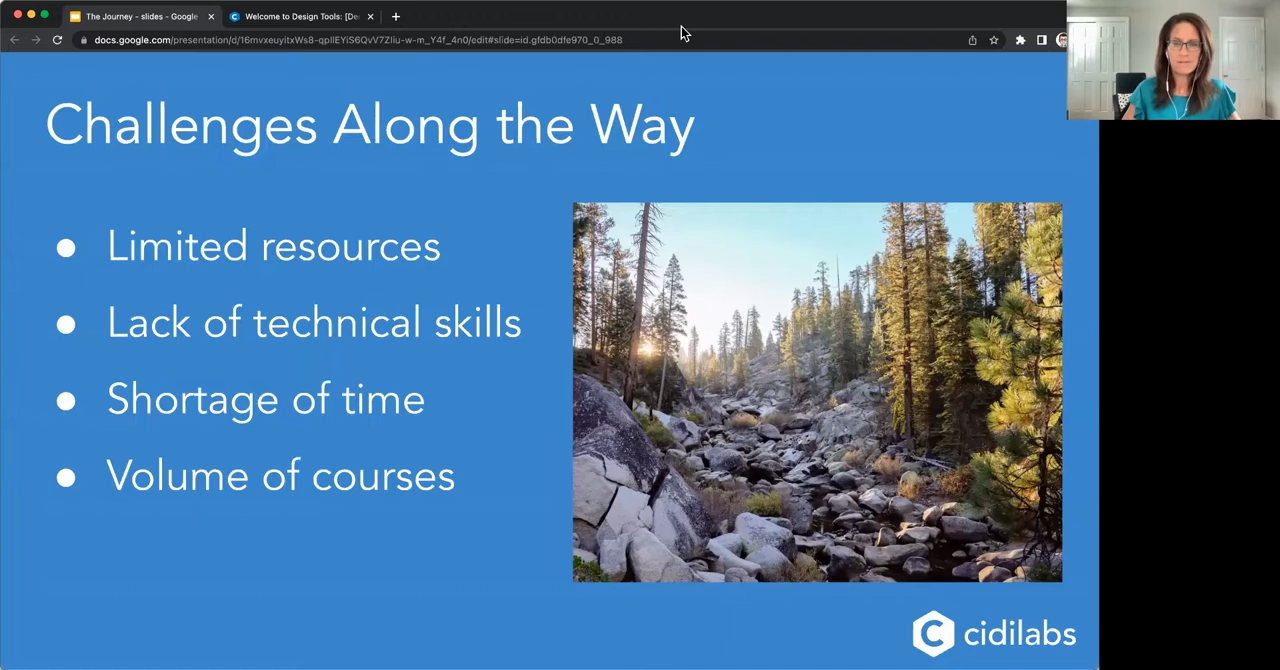 The Journey - slides - Google
Welcome to Design Tools: [De
docs.google.com/presentation/d/16mvxeuyitxWs8-qpllEYiS6QvV7Zliu-w-m_Y4f_4n0/edit#slide=id.gfdb0dfe970_0_988
Challenges Along the Way
● Limited resources
● Lack of technical skills
● Shortage of time
● Volume of courses
cidilabs